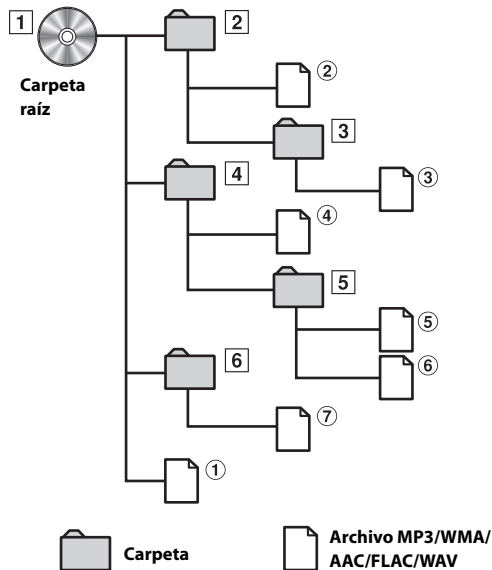 1
2
Carpeta
raíz
②
3
③
4
④
5
⑤
⑥
6
⑦
①
Carpeta
Archivo MP3/WMA/
AAC/FLAC/WAV